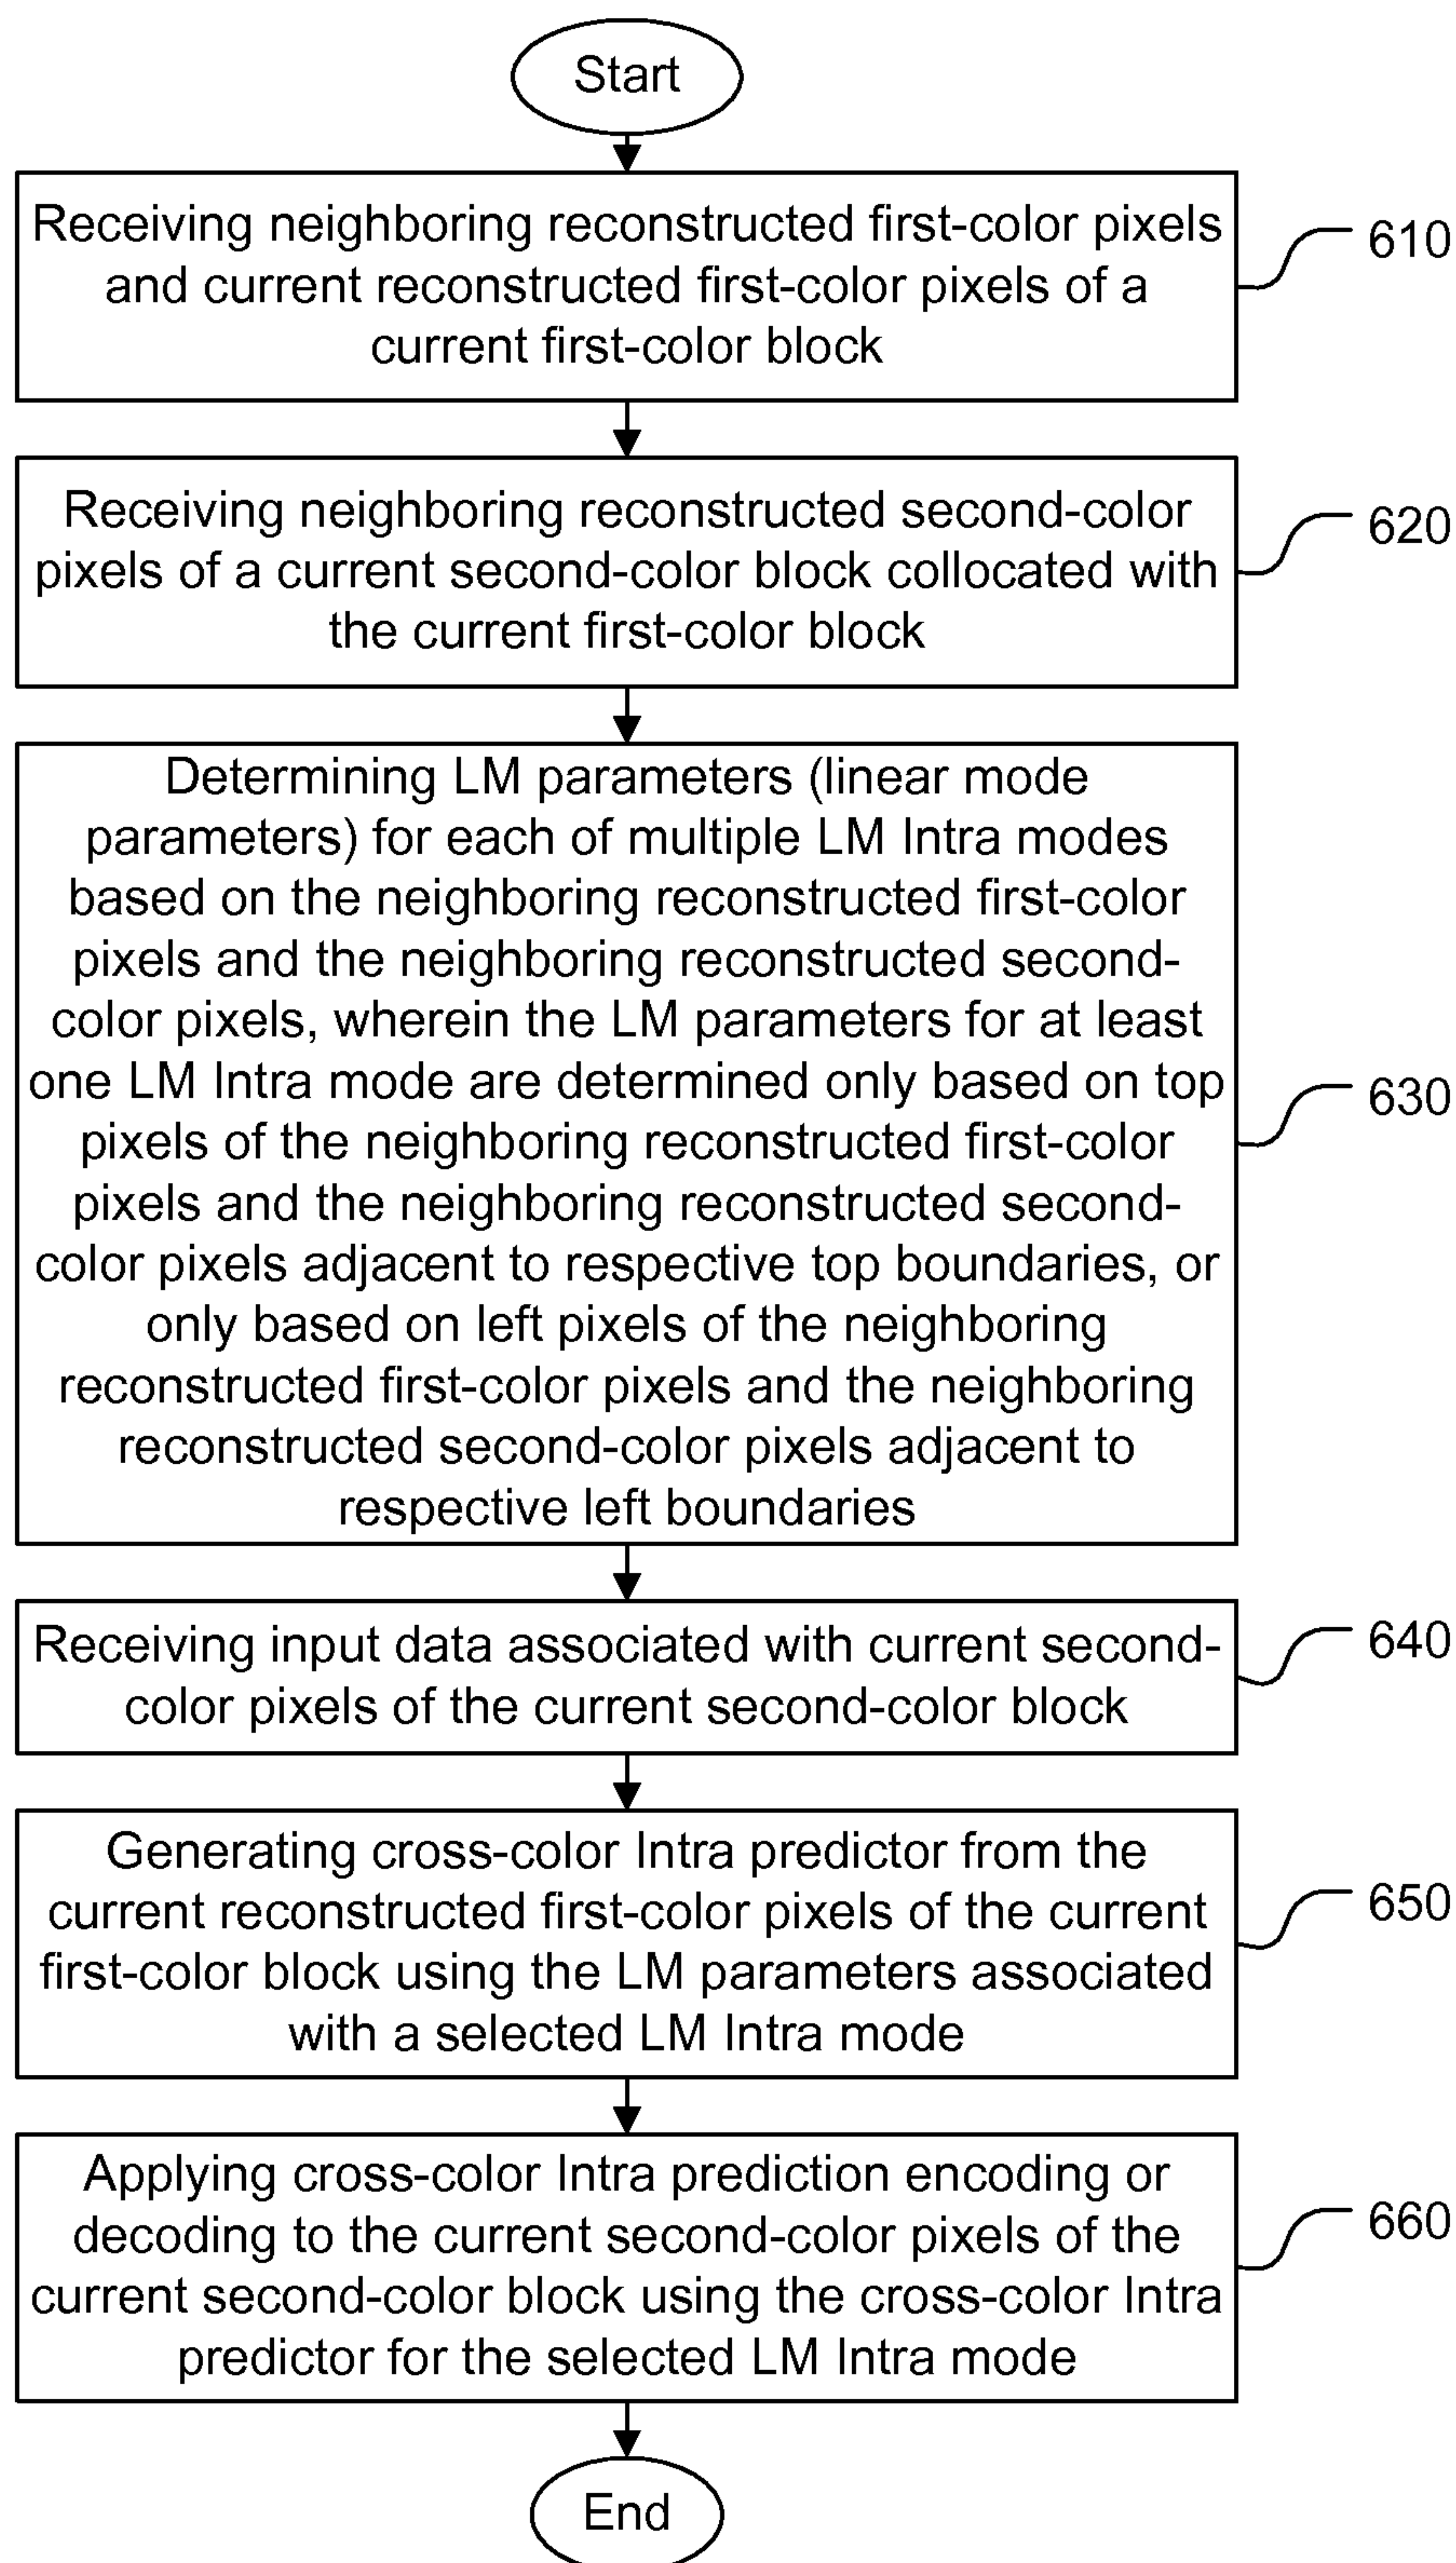 Start
Receiving neighboring reconstructed first-color pixels
and current reconstructed first-color pixels of a
current first-color block
610
Receiving neighboring reconstructed second-color
pixels of a current second-color block collocated with
the current first-color block
620
Determining LM parameters (linear mode
parameters) for each of multiple LM Intra modes
based on the neighboring reconstructed first-color
pixels and the neighboring reconstructed second-
color pixels, wherein the LM parameters for at least
one LM Intra mode are determined only based on top
pixels of the neighboring reconstructed first-color
pixels and the neighboring reconstructed second-
color pixels adjacent to respective top boundaries, or
only based on left pixels of the neighboring
reconstructed first-color pixels and the neighboring
reconstructed second-color pixels adjacent to
respective left boundaries
630
Receiving input data associated with current second-
color pixels of the current second-color block
640
Generating cross-color Intra predictor from the
current reconstructed first-color pixels of the current
first-color block using the LM parameters associated
with a selected LM Intra mode
650
Applying cross-color Intra prediction encoding or
decoding to the current second-color pixels of the
current second-color block using the cross-color Intra
predictor for the selected LM Intra mode
660
End